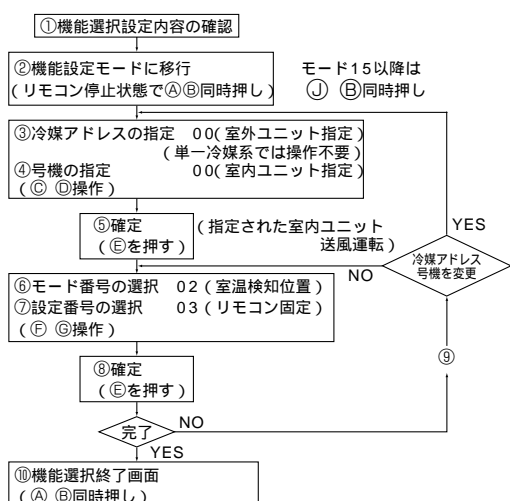 ①機能選択設定内容の確認
②機能設定モードに移行
(リモコン停止状態でⒶⒷ同時押し)
モード15以降は
Ⓙ Ⓑ同時押し
③冷媒アドレスの指定 00(室外ユニット指定)
(単一冷媒系では操作不要)
④号機の指定 00(室内ユニット指定)
(Ⓒ Ⓓ操作)
⑤確定
(Ⓔを押す)
(指定された室内ユニット
送風運転)
YES
冷媒アドレス
号機を変更
NO
⑥モード番号の選択 02(室温検知位置)
⑦設定番号の選択 03(リモコン固定)
(Ⓕ Ⓖ操作)
⑧確定
(Ⓔを押す)
⑨
完了
NO
YES
⑩機能選択終了画面
(Ⓐ Ⓑ同時押し)